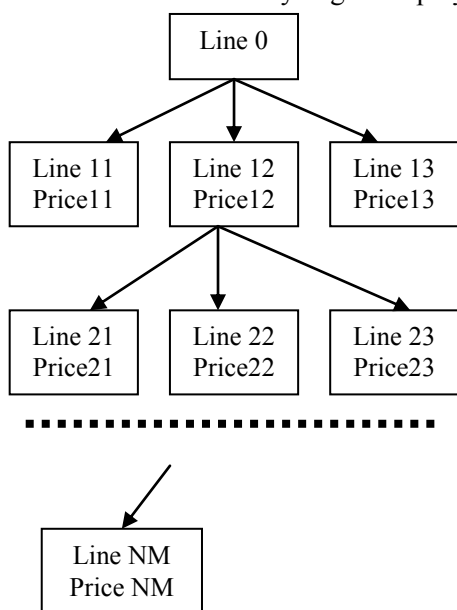 Line 0
Line 11 Line 12 Line 13
Price11 Price12 Price13
Line 21 Line 22 Line 23
Price21 Price22 Price23
Line NM
Price NM